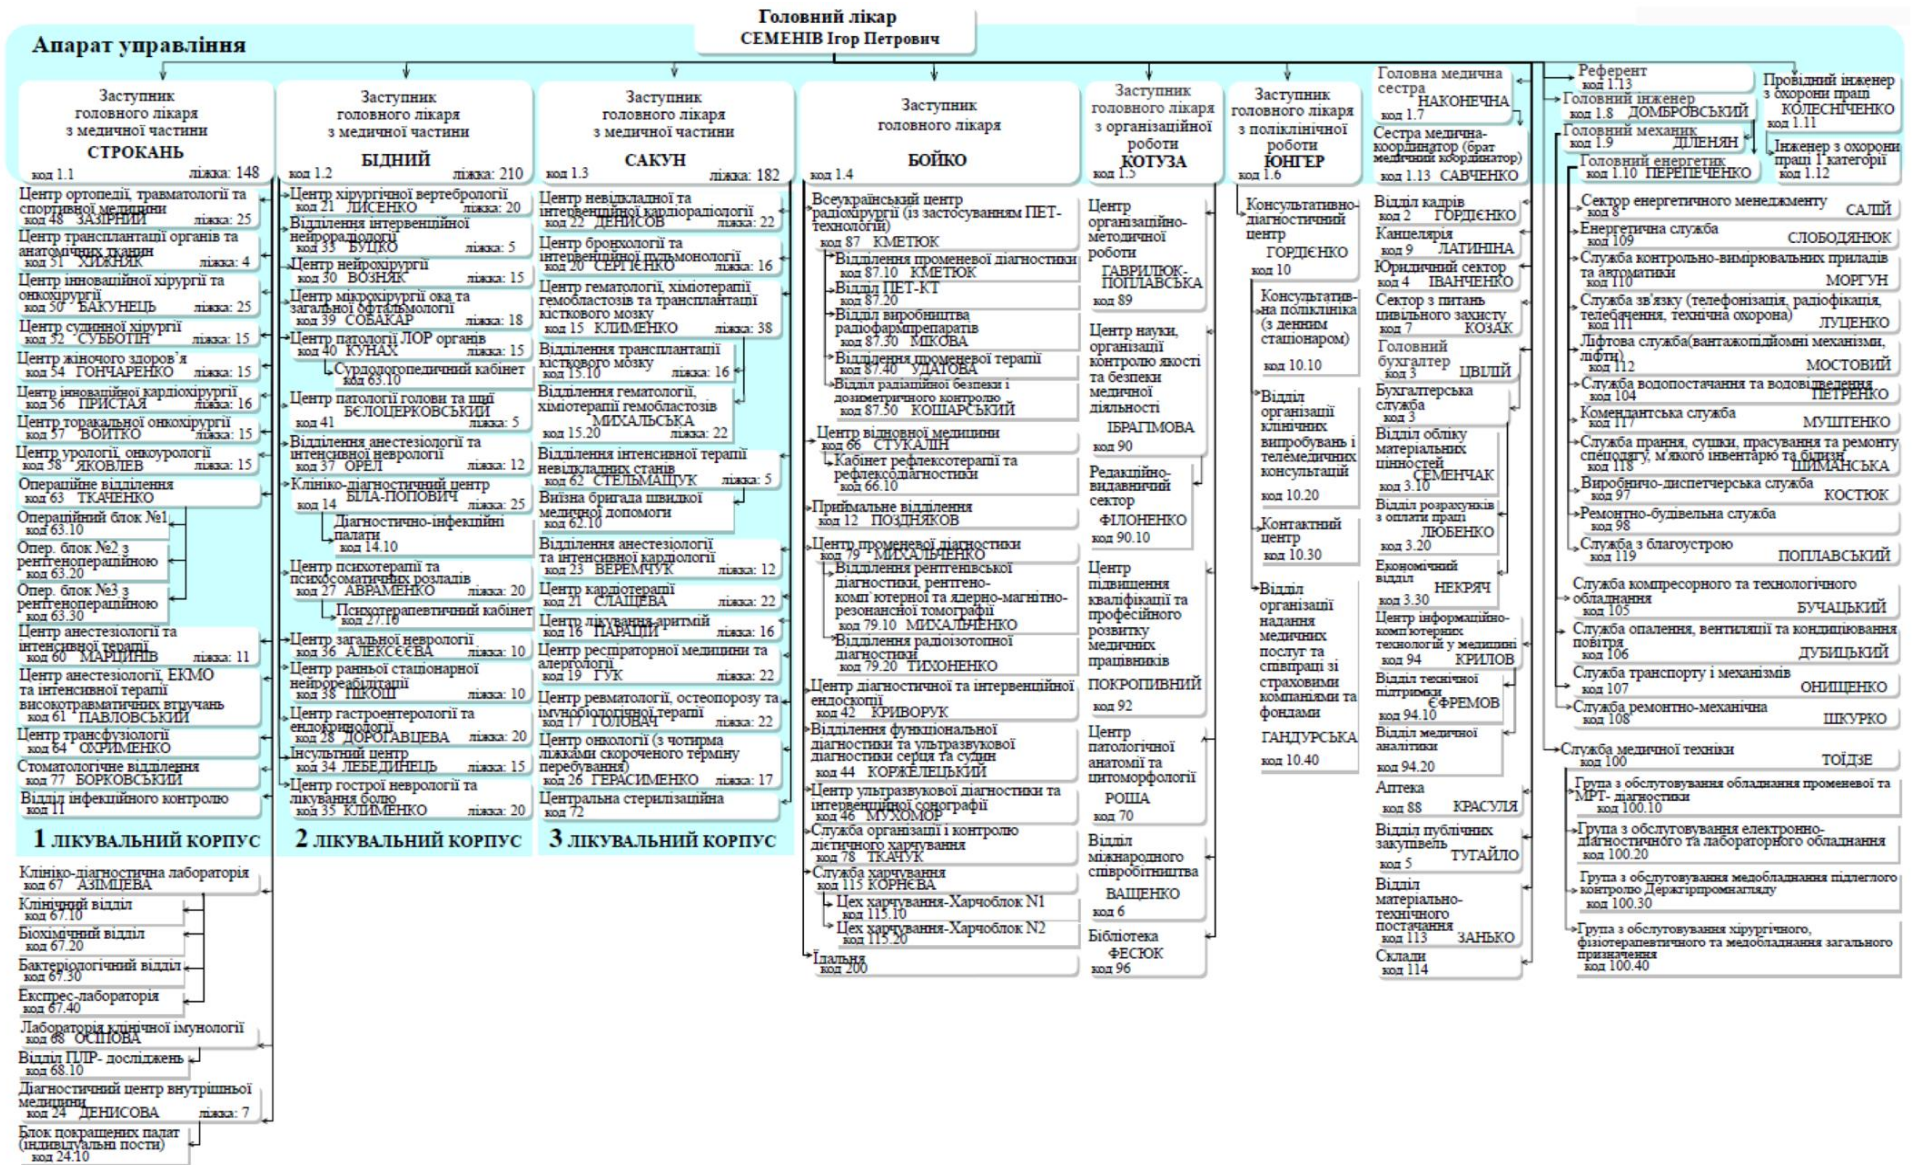 Головний лікар
СЕМЕНІВ Ігор Петрович
Апарат управління
Заступник
головного лікаря
з медичної частини
СТРОКАНЬ
код 1.1 ліжка: 148
Центр ортопедії, травматології та
спортивної медицини
код 48 ЗАЗІРНИЙ ліжка: 25
Центр трансплантації органів та
анатомічних тканин
код 51 ХИЖНЯК ліжка: 4
Центр інноваційної хірургії та
онкохірургії
код 50 БАКУНЕЦЬ ліжка: 25
Центр судинної хірургії
код 52 СУББОТІН ліжка: 15
Центр жіночого здоров'я
код 54 ГОНЧАРЕНКО ліжка: 15
Центр інноваційної кардіохірургії
код 56 ПРИСТАЯ ліжка: 16
Центр торакальної онкохірургії
код 57 ВОЙТКО ліжка: 15
Центр урології, онкоурології
код 58 ЯКОВЛЕВ ліжка: 15
Операційне відділення
код 63 ТКАЧЕНКО
Операційний блок №1
код 63.10
Опер. блок №2 з
рентгенопераційною
код 63.20
Опер. блок №3 з
рентгенопераційною
код 63.30
Центр анестезіології та
інтенсивної терапії
код 60 МАРЦИНІВ ліжка: 11
Центр анестезіології, ЕКМО
та інтенсивної терапії
високотравматичних втручань
код 61 ПАВЛОВСЬКИЙ
Центр трансфузіології
код 64 ОХРИМЕНКО
Стоматологічне відділення
код 77 БОРКОВСЬКИЙ
Відділ інфекційного контролю
код 11
1 ЛІКУВАЛЬНИЙ КОРПУС
Клініко-діагностична лабораторія
код 67 АЗІМЦЕВА
Клінічний відділ
код 67.10
Біохімічний відділ
код 67.20
Бактеріологічний відділ
код 67.30
Експрес-лабораторія
код 67.40
Лабораторія клінічної імунології
код 68 ОСІПОВА
Відділ ПЛР- досліджень
код 68.10
Діагностичний центр внутрішньої
медицини
код 24 ДЕНИСОВА ліжка: 7
Блок покращених палат
(індивідуальні пости)
код 24.10
Заступник
головного лікаря
з медичної частини
БІДНИЙ
код 1.2 ліжка: 210
Центр хірургічної вертебрології
код 21 ЛИСЕНКО ліжка: 20
Відділення інтервенційної
нейрорадіології
код 33 БУЦКО ліжка: 5
Центр нейрохірургії
код 30 ВОЗНЯК ліжка: 15
Центр мікрохірургії ока та
загальної офтальмології
код 39 СОБАКАР ліжка: 18
Центр патології ЛОР органів
код 40 КУНАХ ліжка: 15
Сурдологопедичний кабінет
код 63.10
Центр патології голови та шиї
БЄЛОЦЕРКОВСЬКИЙ
код 41 ліжка: 5
Відділення анестезіології та
інтенсивної неврології
код 37 ОРЕЛ ліжка: 12
Клініко-діагностичний центр
БІЛА-ПОПОВИЧ
код 14 ліжка: 25
Діагностично-інфекційні
палати
код 14.10
Центр психотерапії та
психосоматичних розладів
код 27 АВРАМЕНКО ліжка: 20
Психотерапевтичний кабінет
код 27.10
Центр загальної неврології
код 36 АЛЕКСЄЄВА ліжка: 10
Центр ранньої стаціонарної
нейрореабілітації
код 38 ПІКОШ ліжка: 10
Центр гастроентерології та
ендокринології
код 28 ДОРОГАВЦЕВА ліжка: 20
Інсультний центр
код 34 ЛЕБЕДИНЕЦЬ ліжка: 15
Центр гострої неврології та
лікування болю
код 35 КЛИМЕНКО ліжка: 20
2 ЛІКУВАЛЬНИЙ КОРПУС
Заступник
головного лікаря
з медичної частини
САКУН
код 1.3 ліжка: 182
Центр невідкладної та
інтервенційної кардіорадіології
код 22 ДЕНИСОВ ліжка: 22
Центр бронхології та
інтервенційної пульмонології
код 20 СЕРГІЄНКО ліжка: 16
Центр гематології, хіміотерапії
гемобластозів та трансплантації
кісткового мозку
код 15 КЛИМЕНКО ліжка: 38
Відділення трансплантації
кісткового мозку
код 15.10 ліжка: 16
Відділення гематології,
хіміотерапії гемобластозів
МИХАЛЬСЬКА
код 15.20 ліжка: 22
Відділення інтенсивної терапії
невідкладних станів
код 62 СТЕЛЬМАЩУК ліжка: 5
Виїзна бригада швидкої
медичної допомоги
код 62.10
Відділення анестезіології
та інтенсивної кардіології
код 23 ВЕРЕМЧУК ліжка: 12
Центр кардіотерапії
код 21 СЛАЩЕВА ліжка: 22
Центр лікування аритмій
код 16 ПАРАЦІЙ ліжка: 16
Центр респіраторної медицини та
алергології
код 19 ГУК ліжка: 22
Центр ревматології, остеопорозу та
імунобіологічної терапії
код 17 ГОЛОВАЧ ліжка: 22
Центр онкології (з чотирма
ліжками скороченого терміну
перебування)
код 26 ГЕРАСИМЕНКО ліжка: 17
Центральна стерилізаційна
код 72
3 ЛІКУВАЛЬНИЙ КОРПУС
Заступник
головного лікаря
БОЙКО
код 1.4
Всеукраїнський центр
радіохірургії (із застосуванням ПЕТ-
технологій)
код 87 КМЕТЮК
Відділення променевої діагностики
код 87.10 КМЕТЮК
Відділ ПЕТ-КТ
код 87.20
Відділ виробництва
радіофармпрепаратів
код 87.30 МІКОВА
Відділення променевої терапії
код 87.40 УДАТОВА
Відділ радіаційної безпеки і
дозиметричного контролю
код 87.50 КОШАРСЬКИЙ
Центр відновної медицини
код 66 СТУКАЛІН
Кабінет рефлексотерапії та
рефлексодіагностики
код 66.10
Приймальне відділення
код 12 ПОЗДНЯКОВ
Центр променевої діагностики
код 79 МИХАЛЬЧЕНКО
Відділення рентгенівської
діагностики, рентгено-
комп'ютерної та ядерно-магнітно-
резонансної томографії
код 79.10 МИХАЛЬЧЕНКО
Відділення радіоізотопної
діагностики
код 79.20 ТИХОНЕНКО
Центр діагностичної та інтервенційної
ендоскопії
код 42 КРИВОРУК
Відділення функціональної
діагностики та ультразвукової
діагностики серця та судин
код 44 КОРЖЕЛЕЦЬКИЙ
Центр ультразвукової діагностики та
інтервенційної сонографії
код 46 МУХОМОР
Служба організації і контролю
дієтичного харчування
код 78 ТКАЧУК
Служба харчування
код 115 КОРНЄВА
Цех харчування-Харчоблок N1
код 115.10
Цех харчування-Харчоблок N2
код 115.20
Їдальня
код 200
Заступник
головного лікаря
з організаційної
роботи
КОТУЗА
код 1.5
Центр
організаційно-
методичної
роботи
ГАВРИЛЮК-
ПОПЛАВСЬКА
код 89
Центр науки,
організації
контролю якості
та безпеки
медичної
діяльності
ІБРАГІМОВА
код 90
Редакційно-
видавничий
сектор
ФІЛОНЕНКО
код 90.10
Центр
підвищення
кваліфікації та
професійного
розвитку
медичних
працівників
ПОКРОПИВНИЙ
код 92
Центр
патологічної
анатомії та
цитоморфології
РОША
код 70
Відділ
міжнародного
співробітництва
ВАЩЕНКО
код 6
Бібліотека
ФЕСЮК
код 96
Заступник
головного лікаря
з поліклінічної
роботи
ЮНГЕР
код 1.6
Консультативно-
діагностичний
центр
ГОРДІЄНКО
код 10
Консультатив-
на поліклініка
(з денним
стаціонаром)
код 10.10
Відділ
організації
клінічних
випробувань і
телемедичних
консультацій
код 10.20
Контактний
центр
код 10.30
Відділ
організації
надання
медичних
послуг та
співпраці зі
страховими
компаніями та
фондами
ГАНДУРСЬКА
код 10.40
Головна медична
сестра
НАКОНЕЧНА
код 1.7
Сестра медична-
координатор (брат
медичний координатор)
код 1.13 САВЧЕНКО
Відділ кадрів
код 2 ГОРДІЄНКО
Канцелярія
код 9 ЛАТИНІНА
Юридичний сектор
код 4 ІВАНЧЕНКО
Сектор з питань
цивільного захисту
код 7 КОЗАК
Головний
бухгалтер
код 3 ЦВІЛІЙ
Бухгалтерська
служба
код 3
Відділ обліку
матеріальних
цінностей
СЕМЕНЧАК
код 3.10
Відділ розрахунків
з оплати праці
ЛЮБЕНКО
код 3.20
Економічний
відділ
НЕКРЯЧ
код 3.30
Центр інформаційно-
комп'ютерних
технологій у медицині
код 94 КРИЛОВ
Відділ технічної
підтримки
ЄФРЕМОВ
код 94.10
Відділ медичної
аналітики
код 94.20
Аптека
код 88 КРАСУЛЯ
Відділ публічних
закупівель
ТУГАЙЛО
код 5
Відділ
матеріально-
технічного
постачання
код 113 ЗАНЬКО
Склади
код 114
Референт
код 1.13
Головний інженер
код 1.8 ДОМБРОВСЬКИЙ
Головний механик
код 1.9 ДІЛЕНЯН
Головний енергетик
код 1.10 ПЕРЕПЕЧЕНКО
Провідний інженер
з охорони праці
КОЛЕСНІЧЕНКО
код 1.11
Інженер з охорони
праці 1 категорії
код 1.12
Сектор енергетичного менеджменту
код 8 САЛІЙ
Енергетична служба
код 109 СЛОБОДЯНЮК
Служба контрольно-вимірювальних приладів
та автоматики
код 110 МОРГУН
Служба зв'язку (телефонізація, радіофікація,
телебачення, технічна охорона)
код 111 ЛУЦЕНКО
Ліфтова служба(вантажопідйомні механізми,
ліфти)
код 112 МОСТОВИЙ
Служба водопостачання та водовідведення
код 104 ПЕТРЕНКО
Комендантська служба
код 117 МУШТЕНКО
Служба прання, сушки, прасування та ремонту
спецодягу, м'якого інвентарю та білизн
код 118 ШИМАНСЬКА
Виробничо-диспетчерська служба
код 97 КОСТЮК
Ремонтно-будівельна служба
код 98
Служба з благоустрою
код 119 ПОПЛАВСЬКИЙ
Служба компресорного та технологічного
обладнання
код 105 БУЧАЦЬКИЙ
Служба опалення, вентиляції та кондиціювання
повітря
код 106 ДУБИЦЬКИЙ
Служба транспорту і механізмів
код 107 ОНИЩЕНКО
Служба ремонтно-механічна
код 108 ШКУРКО
Служба медичної техніки
код 100 ТОЇДЗЕ
Група з обслуговування обладнання променевої та
МРТ- діагностики
код 100.10
Група з обслуговування електронно-
діагностичного та лабораторного обладнання
код 100.20
Група з обслуговування медобладнання підлеглого
контролю Держгірпромнагляду
код 100.30
Група з обслуговування хірургічного,
фізіотерапевтичного та медобладнання загального
призначення
код 100.40